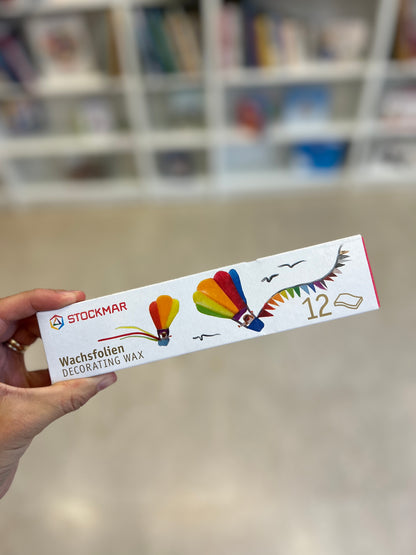 STOCKMAR
Wachsfolien
DECORATING WAX
12